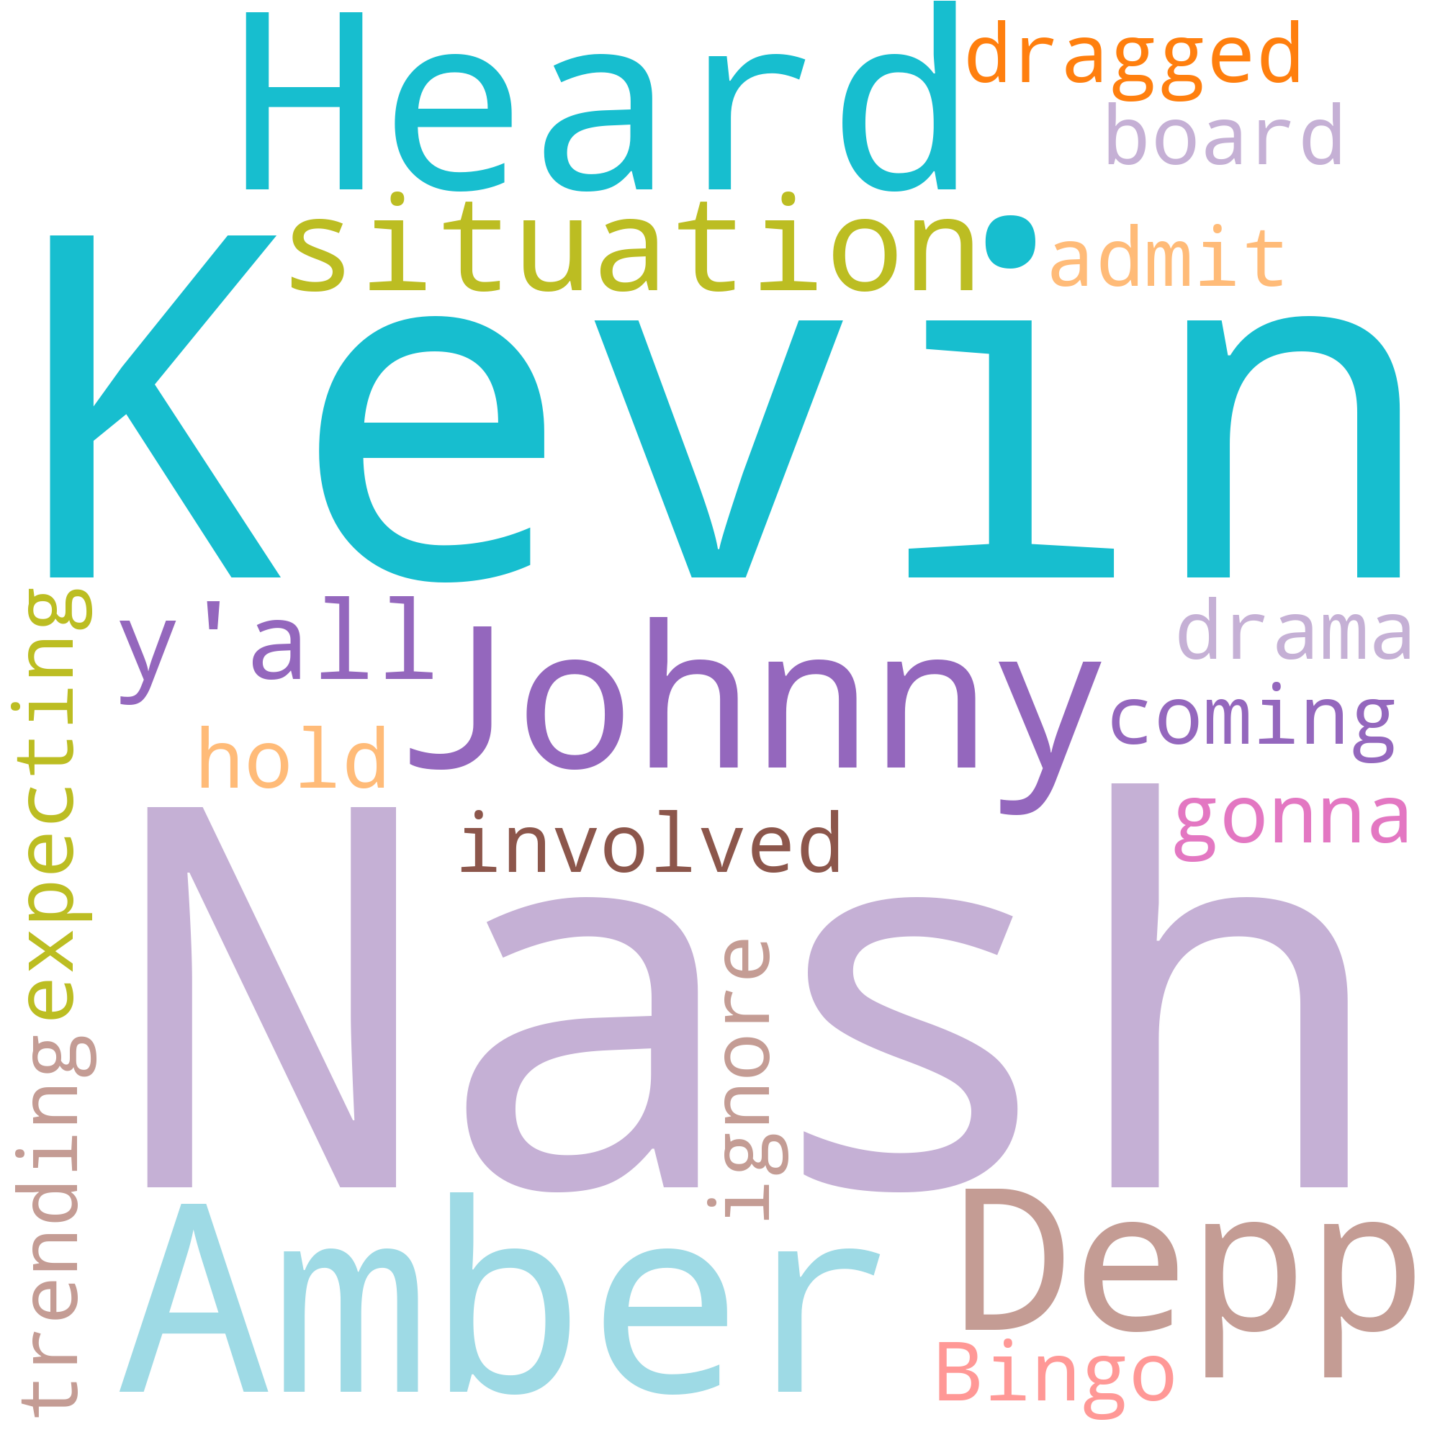 Heard
dragged
board
situation
admit
Kevin
expecting
y'all
Johnny
drama
coming
hold
gonna
involved
Nash
ignore
trending
Amber
Depp
Bingo